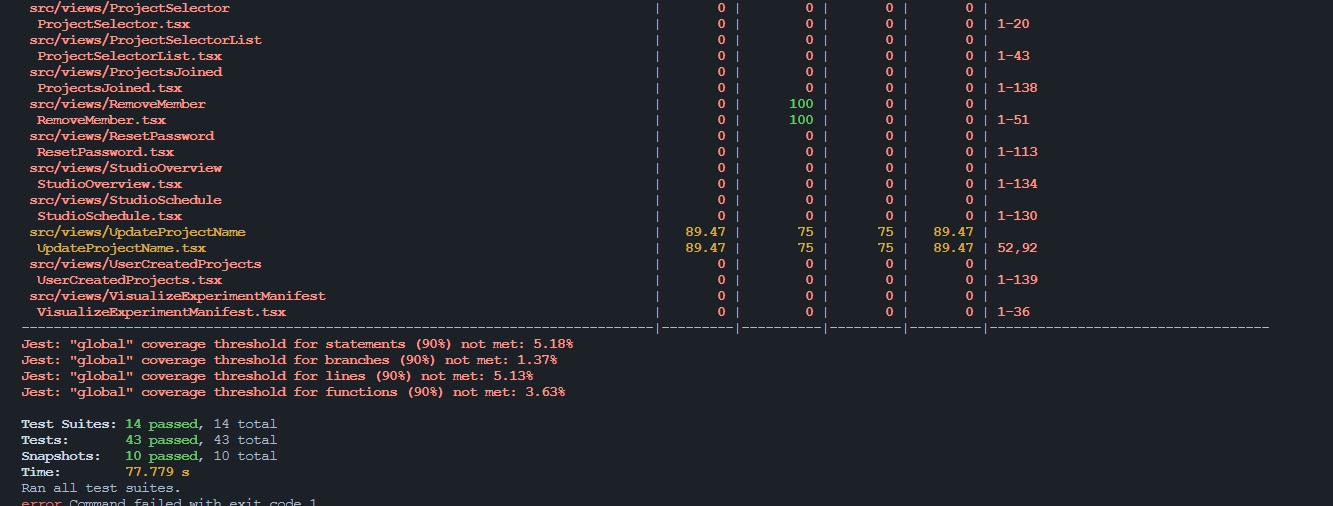 src/views/ProjectSelector | 0 | 0 | 0 | 0 |
ProjectSelector.tsx | 0 | 0 | 0 | 0 | 1-20
src/views/ProjectSelectorList | 0 | 0 | 0 | 0 |
ProjectSelectorList.tsx | 0 | 0 | 0 | 0 | 1-43
src/views/ProjectsJoined | 0 | 0 | 0 | 0 |
ProjectsJoined.tsx | 0 | 0 | 0 | 0 | 1-138
src/views/RemoveMember | 0 | 100 | 0 | 0 |
RemoveMember.tsx | 0 | 100 | 0 | 0 | 1-51
src/views/ResetPassword | 0 | 0 | 0 | 0 |
ResetPassword.tsx | 0 | 0 | 0 | 0 | 1-113
src/views/StudioOverview | 0 | 0 | 0 | 0 |
StudioOverview.tsx | 0 | 0 | 0 | 0 | 1-134
src/views/StudioSchedule | 0 | 0 | 0 | 0 |
StudioSchedule.tsx | 0 | 0 | 0 | 0 | 1-130
src/views/UpdateProjectName | 89.47 | 75 | 75 | 89.47 |
UpdateProjectName.tsx | 89.47 | 75 | 75 | 89.47 | 52,92
src/views/UserCreatedProjects | 0 | 0 | 0 | 0 |
UserCreatedProjects.tsx | 0 | 0 | 0 | 0 | 1-139
src/views/VisualizeExperimentManifest | 0 | 0 | 0 | 0 |
VisualizeExperimentManifest.tsx | 0 | 0 | 0 | 0 | 1-36
Jest: "global" coverage threshold for statements (90%) not met: 5.18%
Jest: "global" coverage threshold for branches (90%) not met: 1.37%
Jest: "global" coverage threshold for lines (90%) not met: 5.13%
Jest: "global" coverage threshold for functions (90%) not met: 3.63%
Test Suites: 14 passed, 14 total
Tests: 43 passed, 43 total
Snapshots: 10 passed, 10 total
Time: 77.779 s
Ran all test suites.
error Command failed with exit code 1